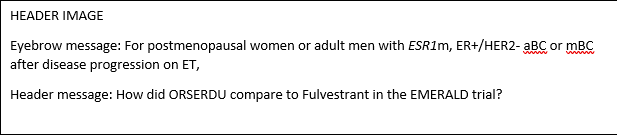 HEADER IMAGE
Eyebrow message: For postmenopausal women or adult men with ESR1m, ER+/HER2- aBC or mBC
after disease progression on ET,
Header message: How did ORSERDU compare to Fulvestrant in the EMERALD trial?